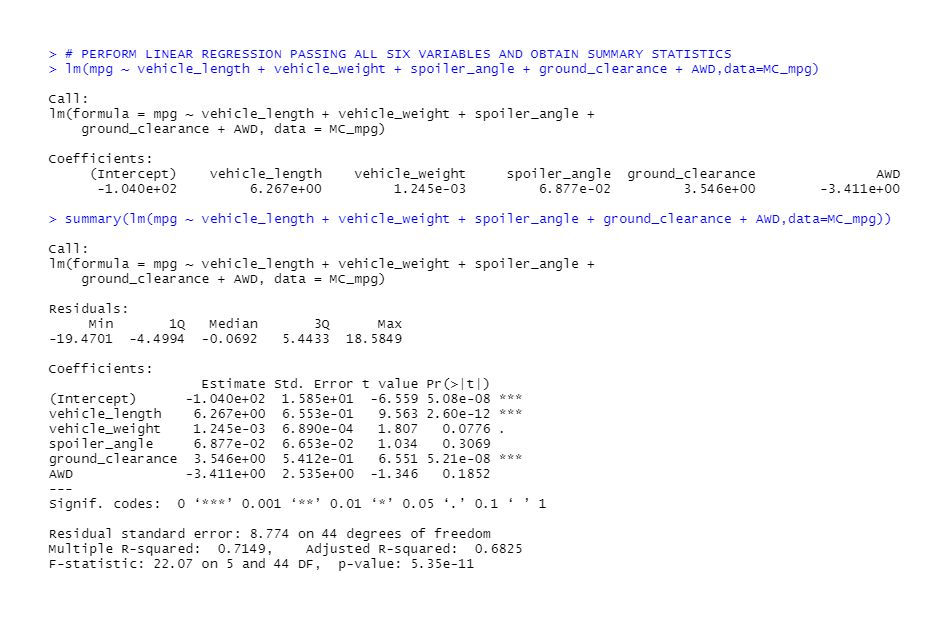 > # PERFORM LINEAR REGRESSION PASSING ALL SIX VARIABLES AND OBTAIN SUMMARY STATISTICS
> lm(mpg ~ vehicle_length + vehicle_weight + spoiler_angle + ground_clearance + AWD,data=MC_mpg)
Call:
lm(formula = mpg ~ vehicle_length + vehicle_weight + spoiler_angle +
    ground_clearance + AWD, data = MC_mpg)
Coefficients:
     (Intercept)    vehicle_length    vehicle_weight     spoiler_angle  ground_clearance               AWD
      -1.040e+02         6.267e+00         1.245e-03         6.877e-02         3.546e+00        -3.411e+00
> summary(lm(mpg ~ vehicle_length + vehicle_weight + spoiler_angle + ground_clearance + AWD,data=MC_mpg))
Call:
lm(formula = mpg ~ vehicle_length + vehicle_weight + spoiler_angle +
    ground_clearance + AWD, data = MC_mpg)
Residuals:
     Min       1Q   Median       3Q      Max
-19.4701  -4.4994  -0.0692   5.4433  18.5849
Coefficients:
                   Estimate Std. Error t value Pr(>|t|)
(Intercept)      -1.040e+02  1.585e+01  -6.559 5.08e-08 ***
vehicle_length    6.267e+00  6.553e-01   9.563 2.60e-12 ***
vehicle_weight    1.245e-03  6.890e-04   1.807   0.0776 .
spoiler_angle     6.877e-02  6.653e-02   1.034   0.3069
ground_clearance  3.546e+00  5.412e-01   6.551 5.21e-08 ***
AWD              -3.411e+00  2.535e+00  -1.346   0.1852
---
Signif. codes:  0 ‘***’ 0.001 ‘**’ 0.01 ‘*’ 0.05 ‘.’ 0.1 ‘ ’ 1
Residual standard error: 8.774 on 44 degrees of freedom
Multiple R-squared:  0.7149,    Adjusted R-squared:  0.6825
F-statistic: 22.07 on 5 and 44 DF,  p-value: 5.35e-11